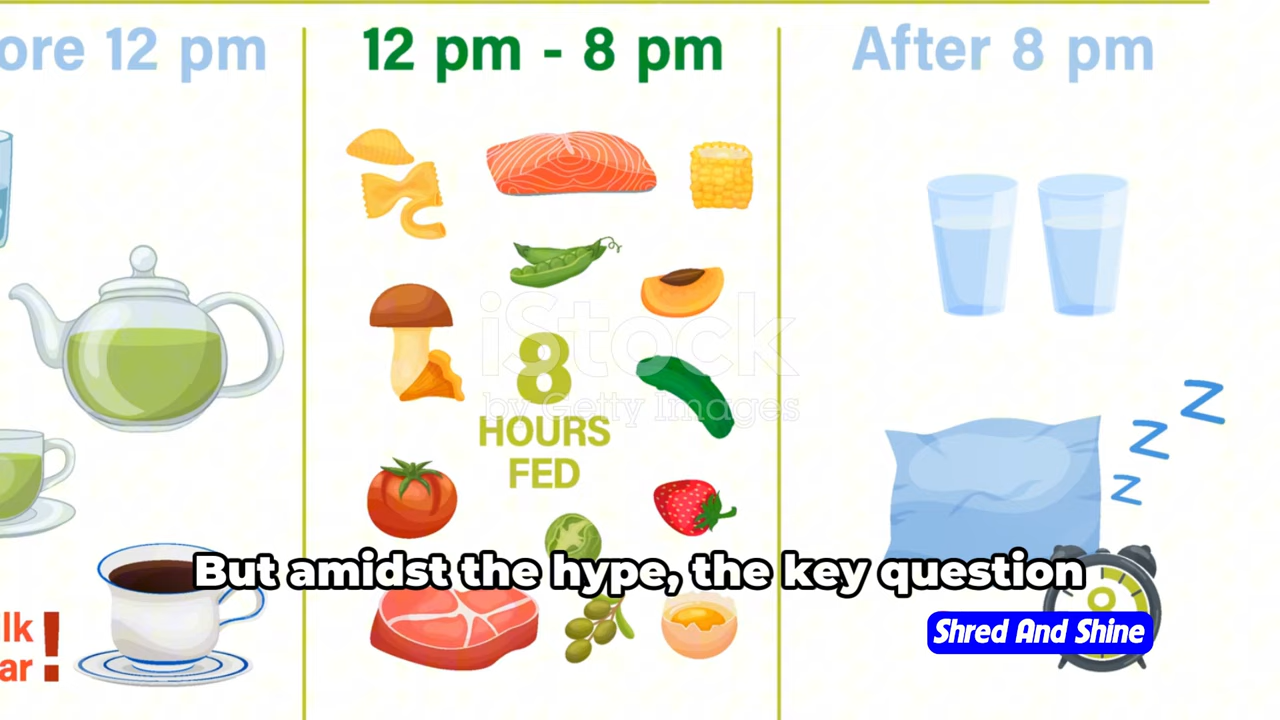 ore 12 pm
12 pm - 8 pm
After 8 pm
iStock
by Getty Images
8
HOURS
FED
Z
Z
Z
But amidst the hype, the key question
lk
ar!
Shred And Shine